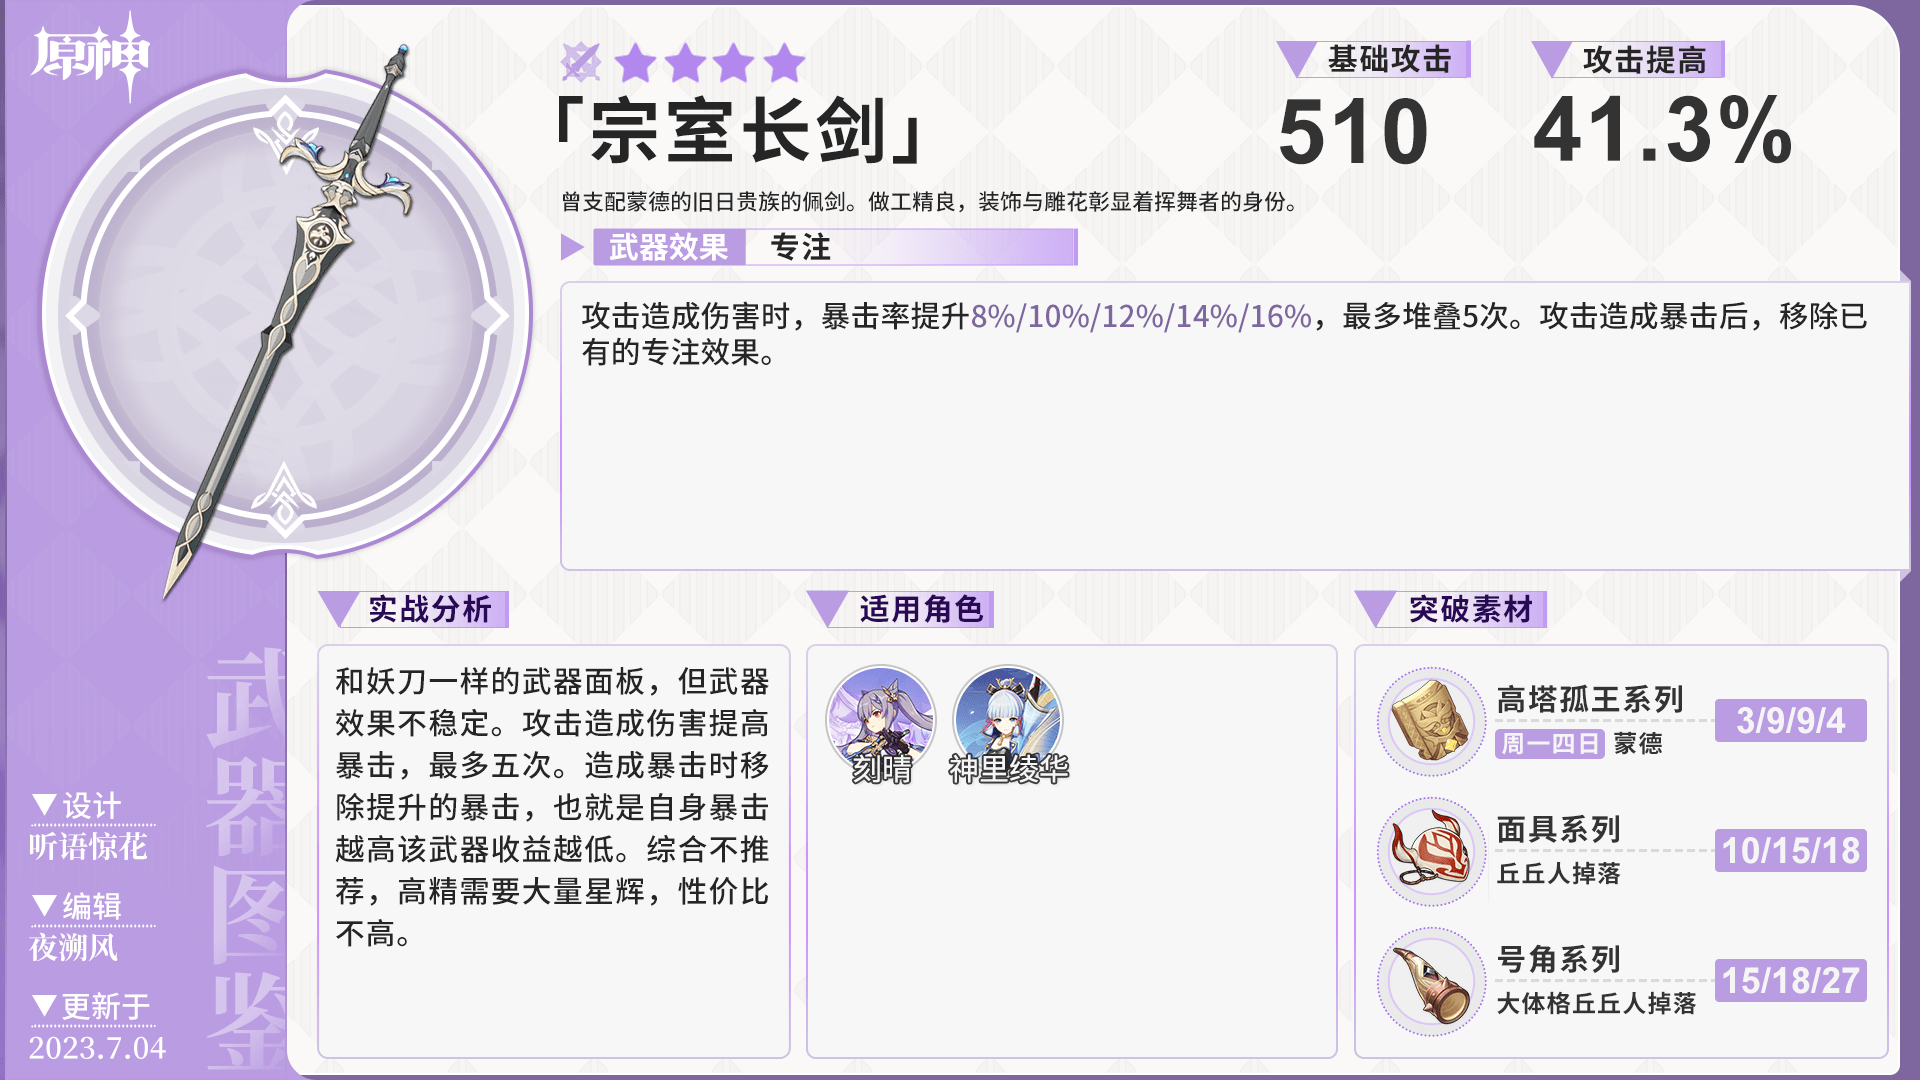 原神
「宗室长剑」
基础攻击
510
攻击提高
41.3%
曾支配蒙德的旧日贵族的佩剑。做工精良，装饰与雕花彰显着挥舞者的身份。
武器效果 专注
攻击造成伤害时，暴击率提升8%/10%/12%/14%/16%，最多堆叠5次。攻击造成暴击后，移除已
有的专注效果。
武器图鉴
▼设计
听语惊花
▼编辑
夜溯风
▼更新于
2023.7.04
实战分析
和妖刀一样的武器面板，但武器
效果不稳定。攻击造成伤害提高
暴击，最多五次。造成暴击时移
除提升的暴击，也就是自身暴击
越高该武器收益越低。综合不推
荐，高精需要大量星辉，性价比
不高。
适用角色
刻晴
神里绫华
突破素材
高塔孤王系列
周一四日 蒙德
3/9/9/4
面具系列
丘丘人掉落
10/15/18
号角系列
大体格丘丘人掉落
15/18/27